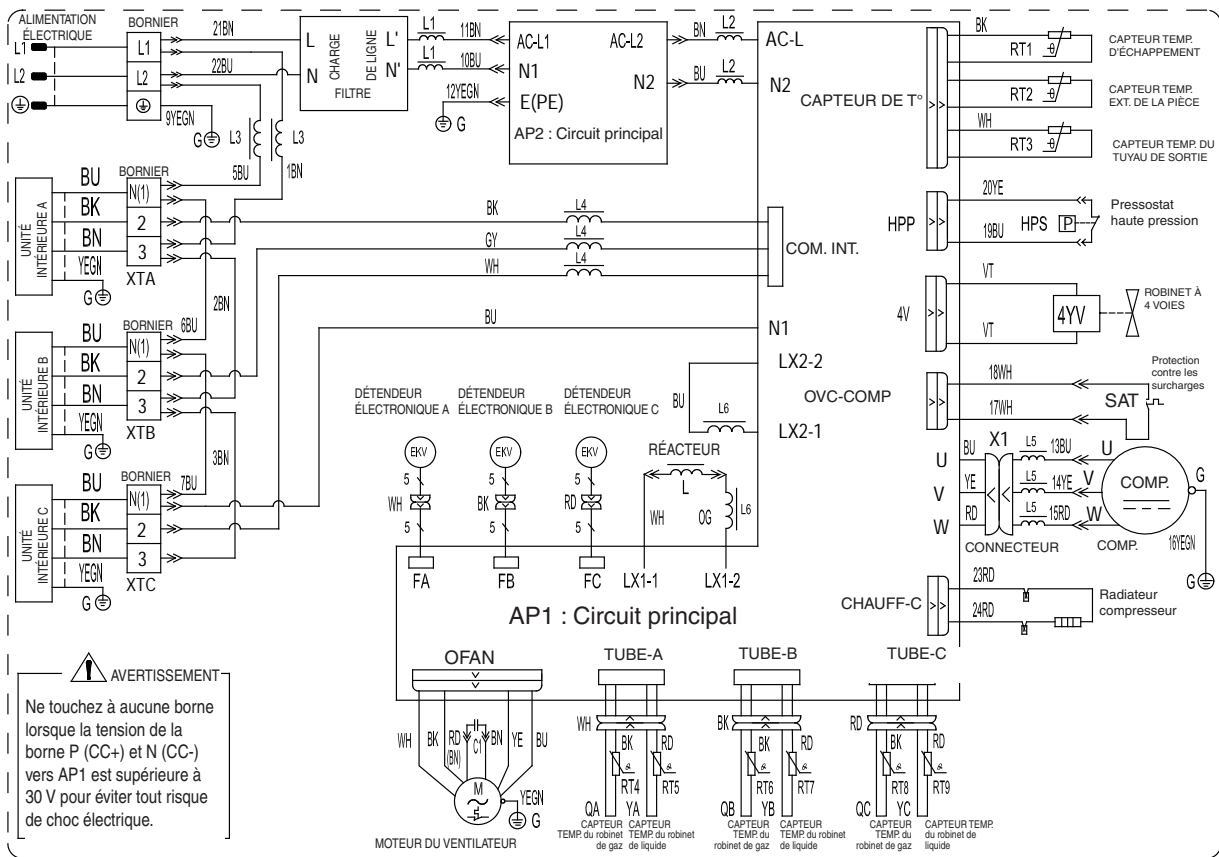 ALIMENTATION
ÉLECTRIQUE
BORNIER
L1
L2
L1
L2
21BN
22BU
9YEGN
G
L3
L3
5BU
1BN
L
N
CHARGE
DE LIGNE
FILTRE
L'
N'
L1
L1
11BN
10BU
12YEGN
G
AC-L1
N1
E(PE)
AC-L2
N2
AP2 : Circuit principal
BN
L2
BU
L2
AC-L
N2
CAPTEUR DE T°
BK
RT1
θ
CAPTEUR TEMP.
D'ÉCHAPPEMENT
RT2
θ
CAPTEUR TEMP.
EXT. DE LA PIÈCE
WH
RT3
θ
CAPTEUR TEMP. DU
TUYAU DE SORTIE
UNITÉ
INTÉRIEURE A
BU
BK
BN
YEGN
G
BORNIER
N(1)
2
3
XTA
BK
L4
GY
L4
WH
L4
COM. INT.
HPP
20YE
19BU
HPS
P
Pressostat
haute pression
2BN
6BU
UNITÉ
INTÉRIEURE B
BU
BK
BN
YEGN
G
BORNIER
N(1)
2
3
XTB
BU
N1
4V
VT
VT
4YV
ROBINET À
4 VOIES
LX2-2
BU
L6
LX2-1
OVC-COMP
18WH
17WH
SAT
Protection
contre les
surcharges
3BN
7BU
UNITÉ
INTÉRIEURE C
BU
BK
BN
YEGN
G
BORNIER
N(1)
2
3
XTC
DÉTENDEUR
ÉLECTRONIQUE A
DÉTENDEUR
ÉLECTRONIQUE B
DÉTENDEUR
ÉLECTRONIQUE C
EKV
EKV
EKV
5
WH
5
5
BK
5
5
RD
5
FA
FB
FC
RÉACTEUR
L
WH
OG
L6
LX1-1
LX1-2
U
V
W
BU
YE
RD
X1
CONNECTEUR
L5
L5
L5
13BU
14YE
15RD
U
V
W
COMP.
COMP.
G
16YEGN
G
CHAUFF-C
23RD
24RD
Radiateur
compresseur
AP1 : Circuit principal
AVERTISSEMENT
Ne touchez à aucune borne
lorsque la tension de la
borne P (CC+) et N (CC-)
vers AP1 est supérieure à
30 V pour éviter tout risque
de choc électrique.
OFAN
WH
BK
RD
(BN)
C1
BN
YE
BU
M
YEGN
G
MOTEUR DU VENTILATEUR
TUBE-A
WH
BK
RD
RT4
RT5
QA
YA
CAPTEUR
TEMP. du robinet
de gaz
CAPTEUR
TEMP. du robinet
de liquide
TUBE-B
BK
BK
RD
RT6
RT7
QB
YB
CAPTEUR
TEMP. du
robinet de gaz
CAPTEUR
TEMP. du robinet
de liquide
TUBE-C
RD
BK
RD
RT8
RT9
QC
YC
CAPTEUR
TEMP. du
robinet de gaz
CAPTEUR TEMP.
du robinet de
liquide